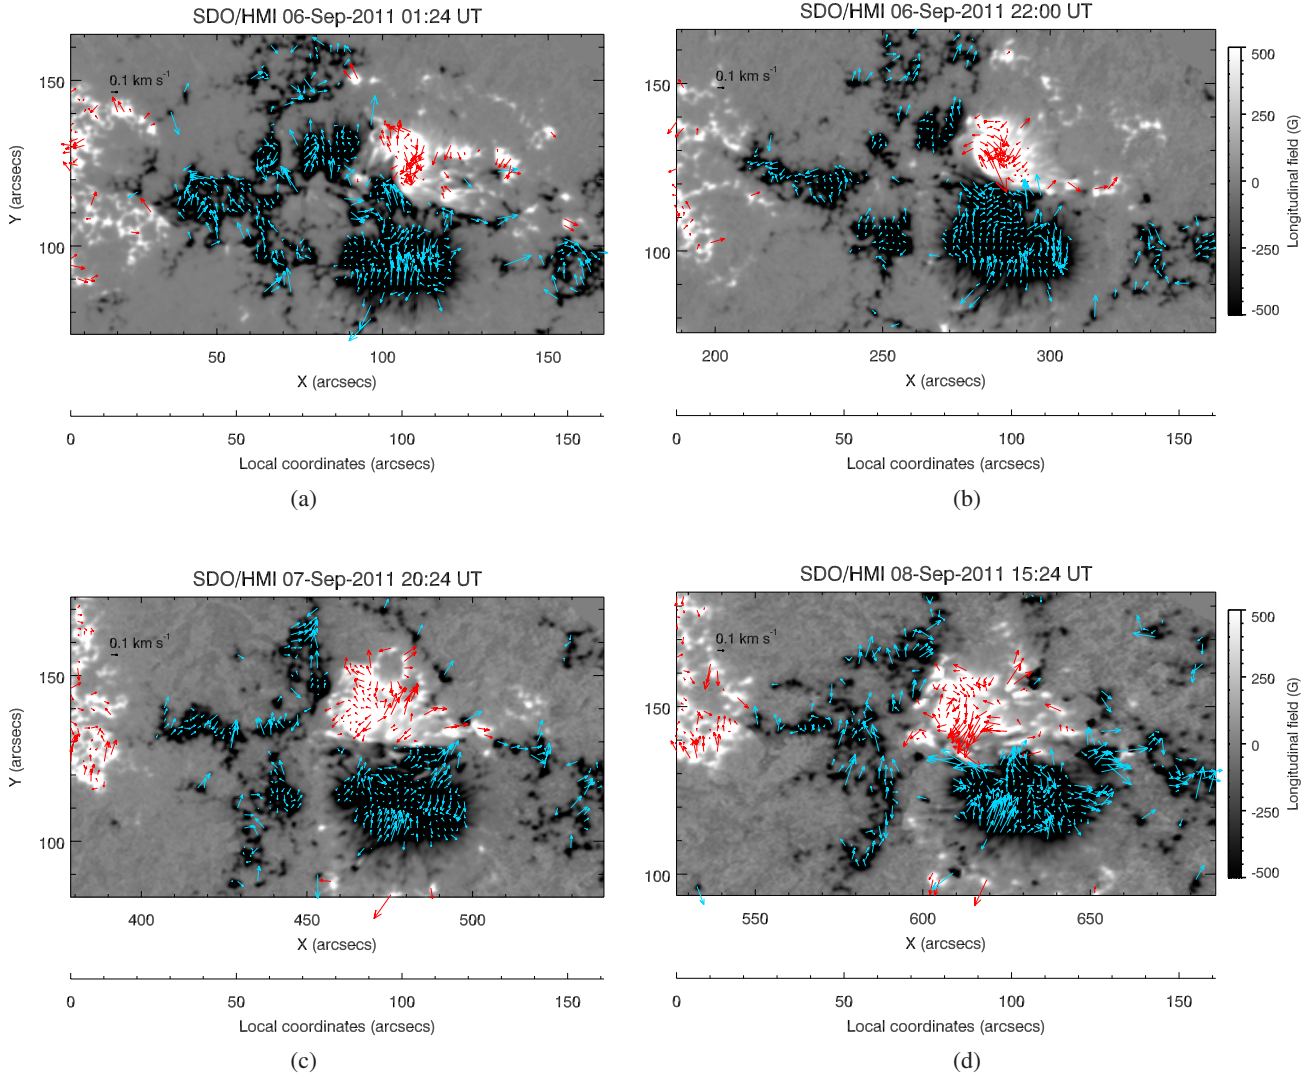 SDO/HMI 06-Sep-2011 01:24 UT
0.1 km s⁻¹
150
100
Y (arcsecs)
50 100 150
X (arcsecs)
0 50 100 150
Local coordinates (arcsecs)
(a)
SDO/HMI 06-Sep-2011 22:00 UT
0.1 km s⁻¹
150
100
200 250 300
X (arcsecs)
0 50 100 150
Local coordinates (arcsecs)
(b)
500
250
0
-250
-500
Longitudinal field (G)
SDO/HMI 07-Sep-2011 20:24 UT
0.1 km s⁻¹
150
100
Y (arcsecs)
400 450 500
X (arcsecs)
0 50 100 150
Local coordinates (arcsecs)
(c)
SDO/HMI 08-Sep-2011 15:24 UT
0.1 km s⁻¹
150
100
550 600 650
X (arcsecs)
0 50 100 150
Local coordinates (arcsecs)
(d)
500
250
0
-250
-500
Longitudinal field (G)